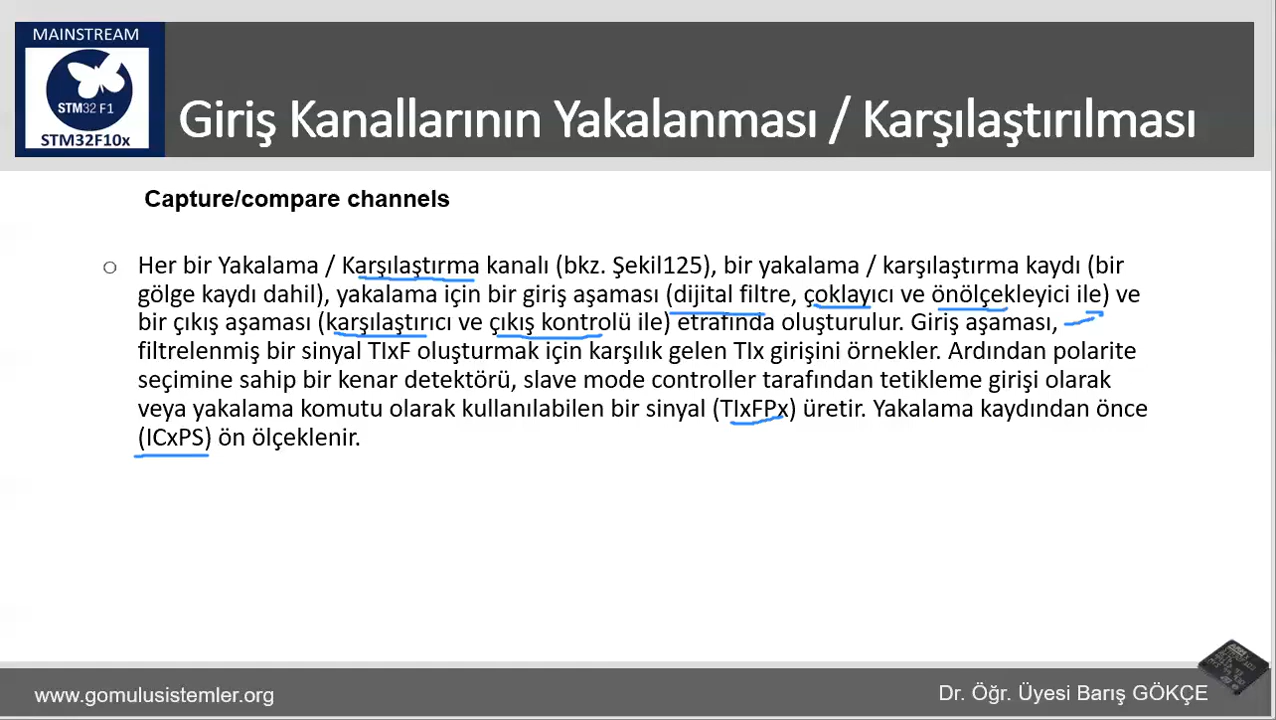 MAINSTREAM
STM32 F1
STM32F10x
Giriş Kanallarının Yakalanması / Karşılaştırılması
Capture/compare channels
Her bir Yakalama / Karşılaştırma kanalı (bkz. Şekil125), bir yakalama / karşılaştırma kaydı (bir
gölge kaydı dahil), yakalama için bir giriş aşaması (dijital filtre, çoklayıcı ve önölçekleyici ile) ve
bir çıkış aşaması (karşılaştırıcı ve çıkış kontrolü ile) etrafında oluşturulur. Giriş aşaması,
filtrelenmiş bir sinyal TIxF oluşturmak için karşılık gelen TIx girişini örnekler. Ardından polarite
seçimine sahip bir kenar detektörü, slave mode controller tarafından tetikleme girişi olarak
veya yakalama komutu olarak kullanılabilen bir sinyal (TIxFPx) üretir. Yakalama kaydından önce
(ICxPS) ön ölçeklenir.
www.gomulusistemler.org
Dr. Öğr. Üyesi Barış GÖKÇE